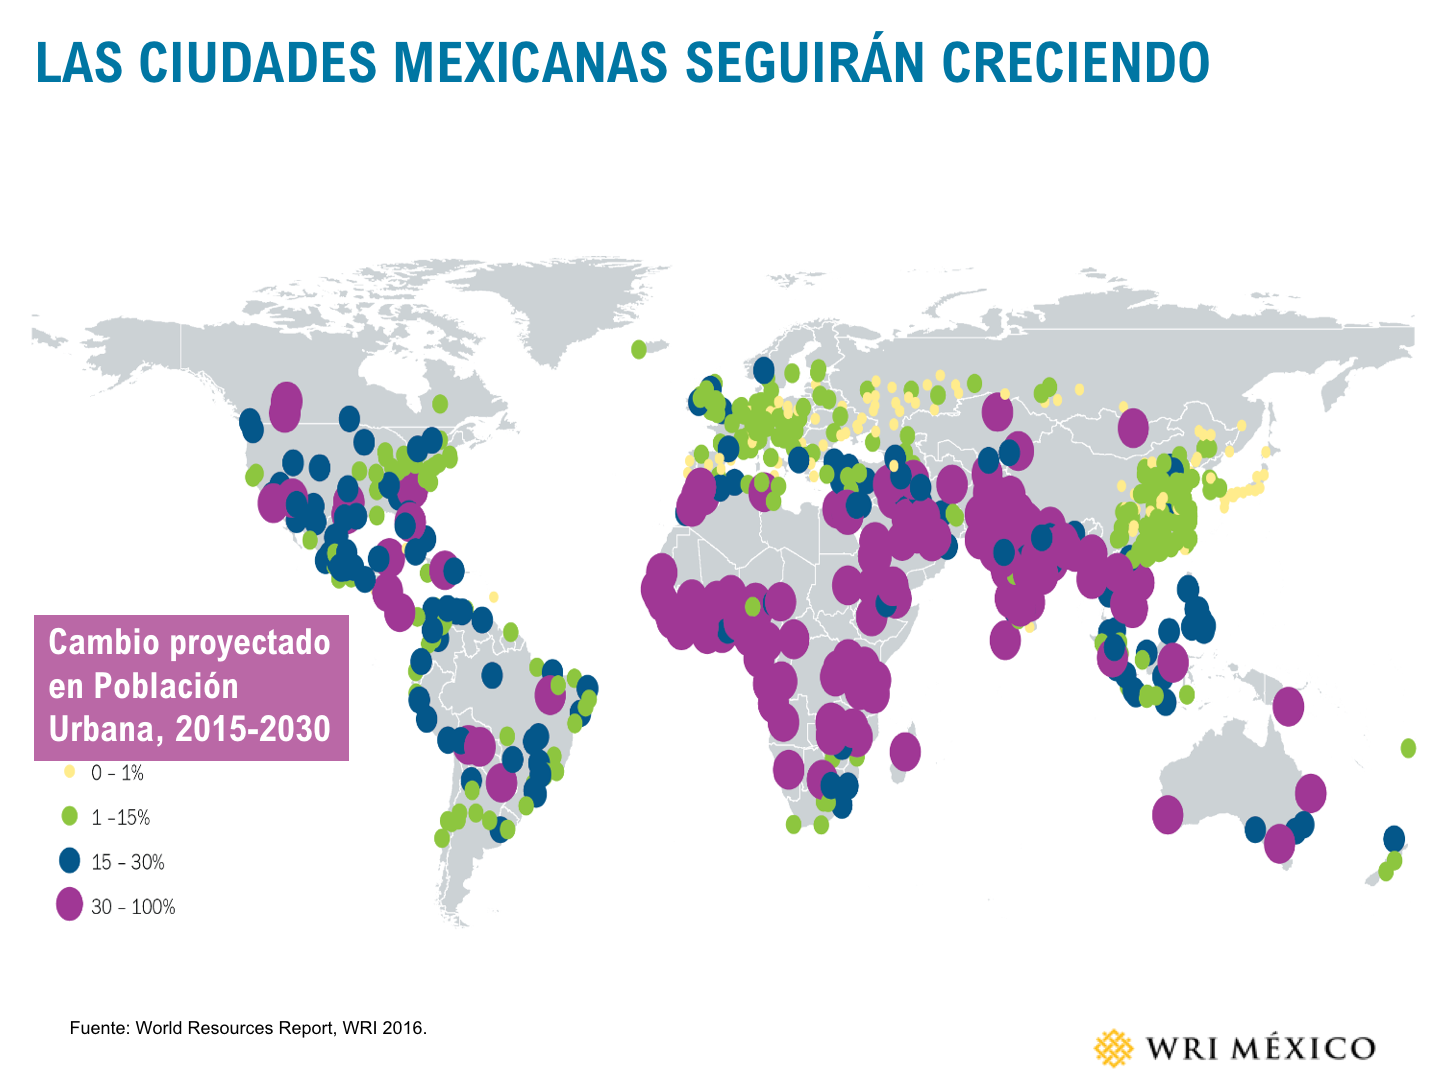 LAS CIUDADES MEXICANAS SEGUIRÁN CRECIENDO
Cambio proyectado
en Población
Urbana, 2015-2030
0 – 1%
1 –15%
15 – 30%
30 – 100%
Fuente: World Resources Report, WRI 2016.
WRI MÉXICO